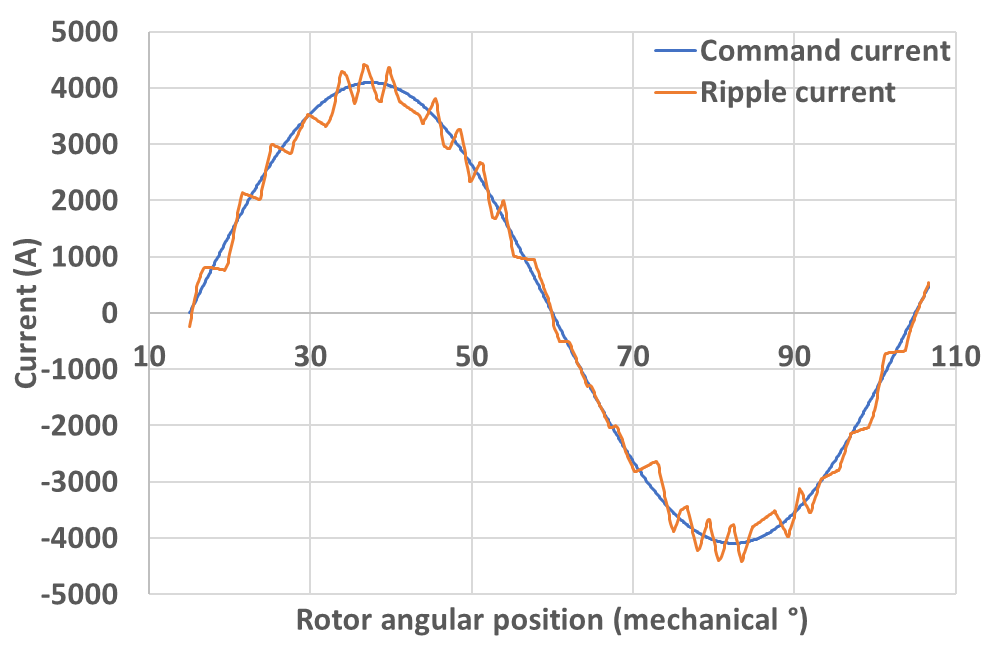 5000
4000
3000
2000
1000
0
-1000
-2000
-3000
-4000
-5000
10 30 50 70 90 110
Command current
Ripple current
Current (A)
Rotor angular position (mechanical °)